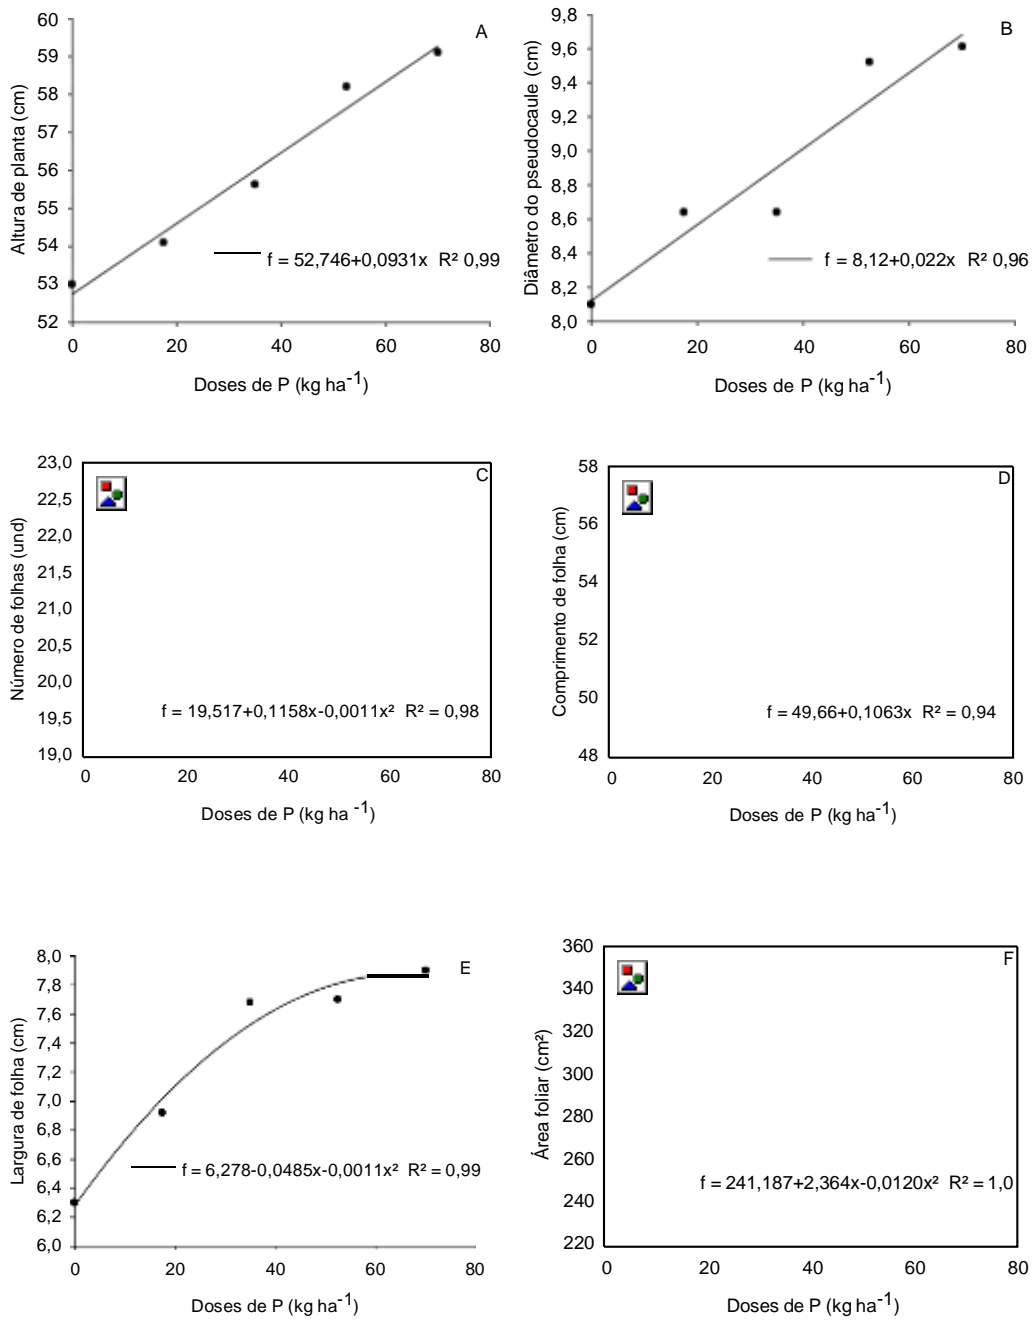 A
Altura de planta (cm)
60
59
58
57
56
55
54
53
52
f = 52,746+0,0931x R² 0,99
0 20 40 60 80
Doses de P (kg ha-1)
B
Diâmetro do pseudocaule (cm)
9,8
9,6
9,4
9,2
9,0
8,8
8,6
8,4
8,2
8,0
f = 8,12+0,022x R² 0,96
0 20 40 60 80
Doses de P (kg ha-1)
C
Número de folhas (und)
23,0
22,5
22,0
21,5
21,0
20,5
20,0
19,5
19,0
f = 19,517+0,1158x-0,0011x² R² = 0,98
0 20 40 60 80
Doses de P (kg ha -1)
D
Comprimento de folha (cm)
58
56
54
52
50
48
f = 49,66+0,1063x R² = 0,94
0 20 40 60 80
Doses de P (kg ha-1)
E
Largura de folha (cm)
8,0
7,8
7,6
7,4
7,2
7,0
6,8
6,6
6,4
6,2
6,0
f = 6,278-0,0485x-0,0011x² R² = 0,99
0 20 40 60 80
Doses de P (kg ha-1)
F
Área foliar (cm²)
360
340
320
300
280
260
240
220
f = 241,187+2,364x-0,0120x² R² = 1,0
0 20 40 60 80
Doses de P (kg ha-1)